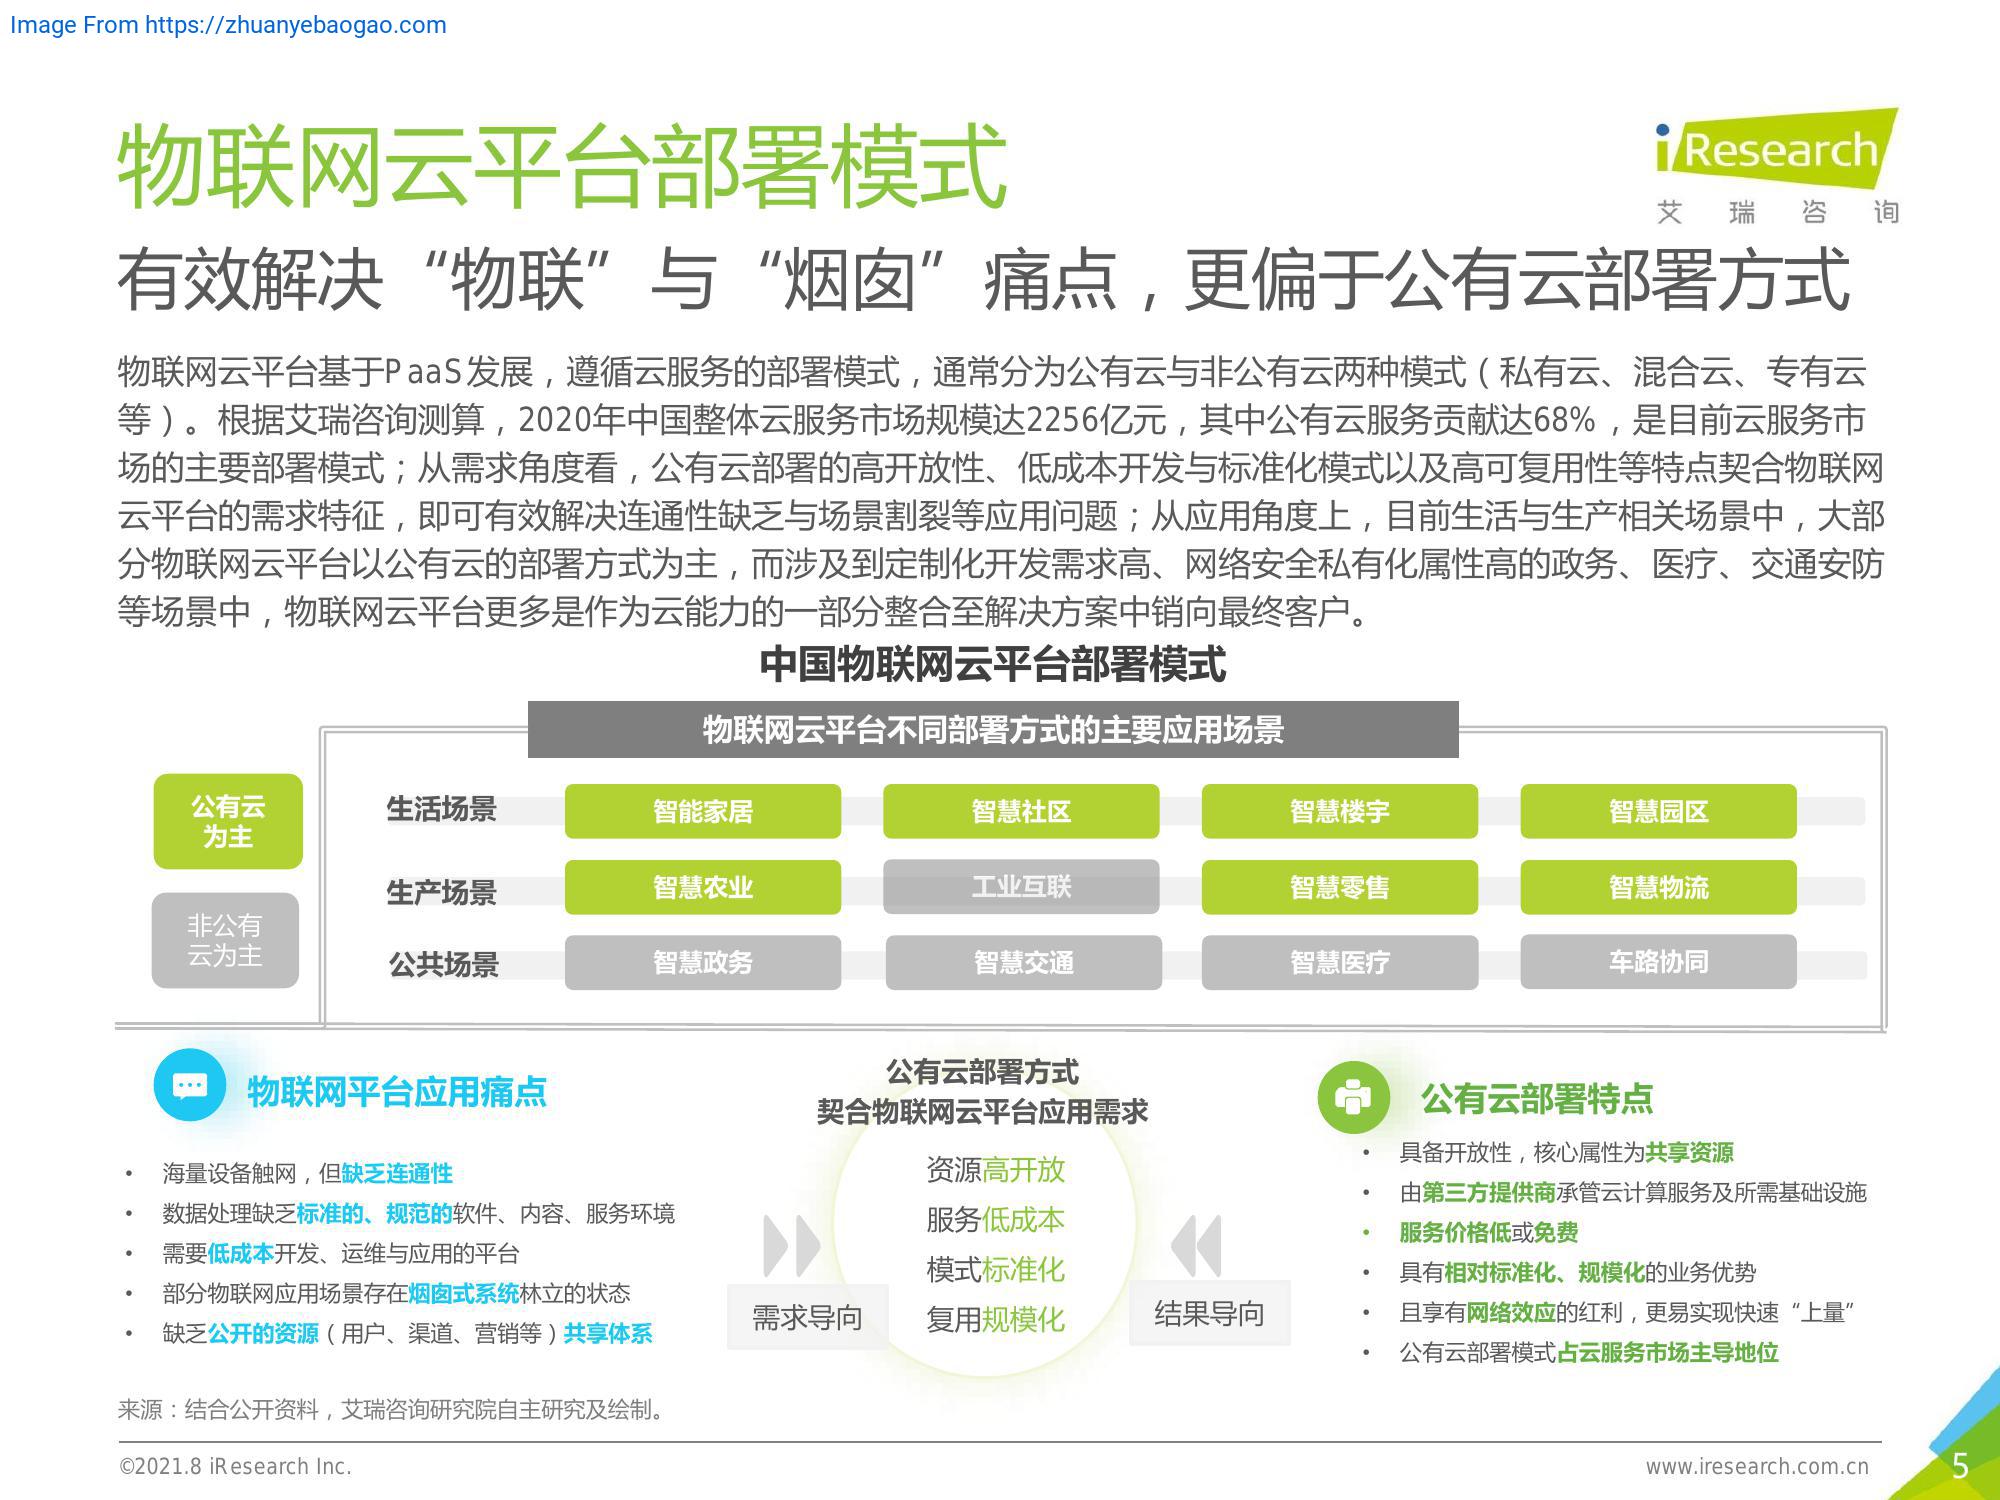 Image From https://zhuanyebaogao.com
物联网云平台部署模式
iResearch
艾瑞咨询
有效解决“物联”与“烟囱”痛点，更偏于公有云部署方式
物联网云平台基于PaaS发展，遵循云服务的部署模式，通常分为公有云与非公有云两种模式（私有云、混合云、专有云
等）。根据艾瑞咨询测算，2020年中国整体云服务市场规模达2256亿元，其中公有云服务贡献达68%，是目前云服务市
场的主要部署模式；从需求角度看，公有云部署的高开放性、低成本开发与标准化模式以及高可复用性等特点契合物联网
云平台的需求特征，即可有效解决连通性缺乏与场景割裂等应用问题；从应用角度上，目前生活与生产相关场景中，大部
分物联网云平台以公有云的部署方式为主，而涉及到定制化开发需求高、网络安全私有化属性高的政务、医疗、交通安防
等场景中，物联网云平台更多是作为云能力的一部分整合至解决方案中销向最终客户。
中国物联网云平台部署模式
物联网云平台不同部署方式的主要应用场景
公有云
为主
非公有
云为主
生活场景 智能家居 智慧社区 智慧楼宇 智慧园区
生产场景 智慧农业 工业互联 智慧零售 智慧物流
公共场景 智慧政务 智慧交通 智慧医疗 车路协同
物联网平台应用痛点
• 海量设备触网，但缺乏连通性
• 数据处理缺乏标准的、规范的软件、内容、服务环境
• 需要低成本开发、运维与应用的平台
• 部分物联网应用场景存在烟囱式系统林立的状态
• 缺乏公开的资源（用户、渠道、营销等）共享体系
公有云部署方式
契合物联网云平台应用需求
资源高开放
服务低成本
模式标准化
复用规模化
需求导向
结果导向
公有云部署特点
• 具备开放性，核心属性为共享资源
• 由第三方提供商承管云计算服务及所需基础设施
• 服务价格低或免费
• 具有相对标准化、规模化的业务优势
• 且享有网络效应的红利，更易实现快速“上量”
• 公有云部署模式占云服务市场主导地位
来源：结合公开资料，艾瑞咨询研究院自主研究及绘制。
©2021.8 iResearch Inc.
www.iresearch.com.cn
5